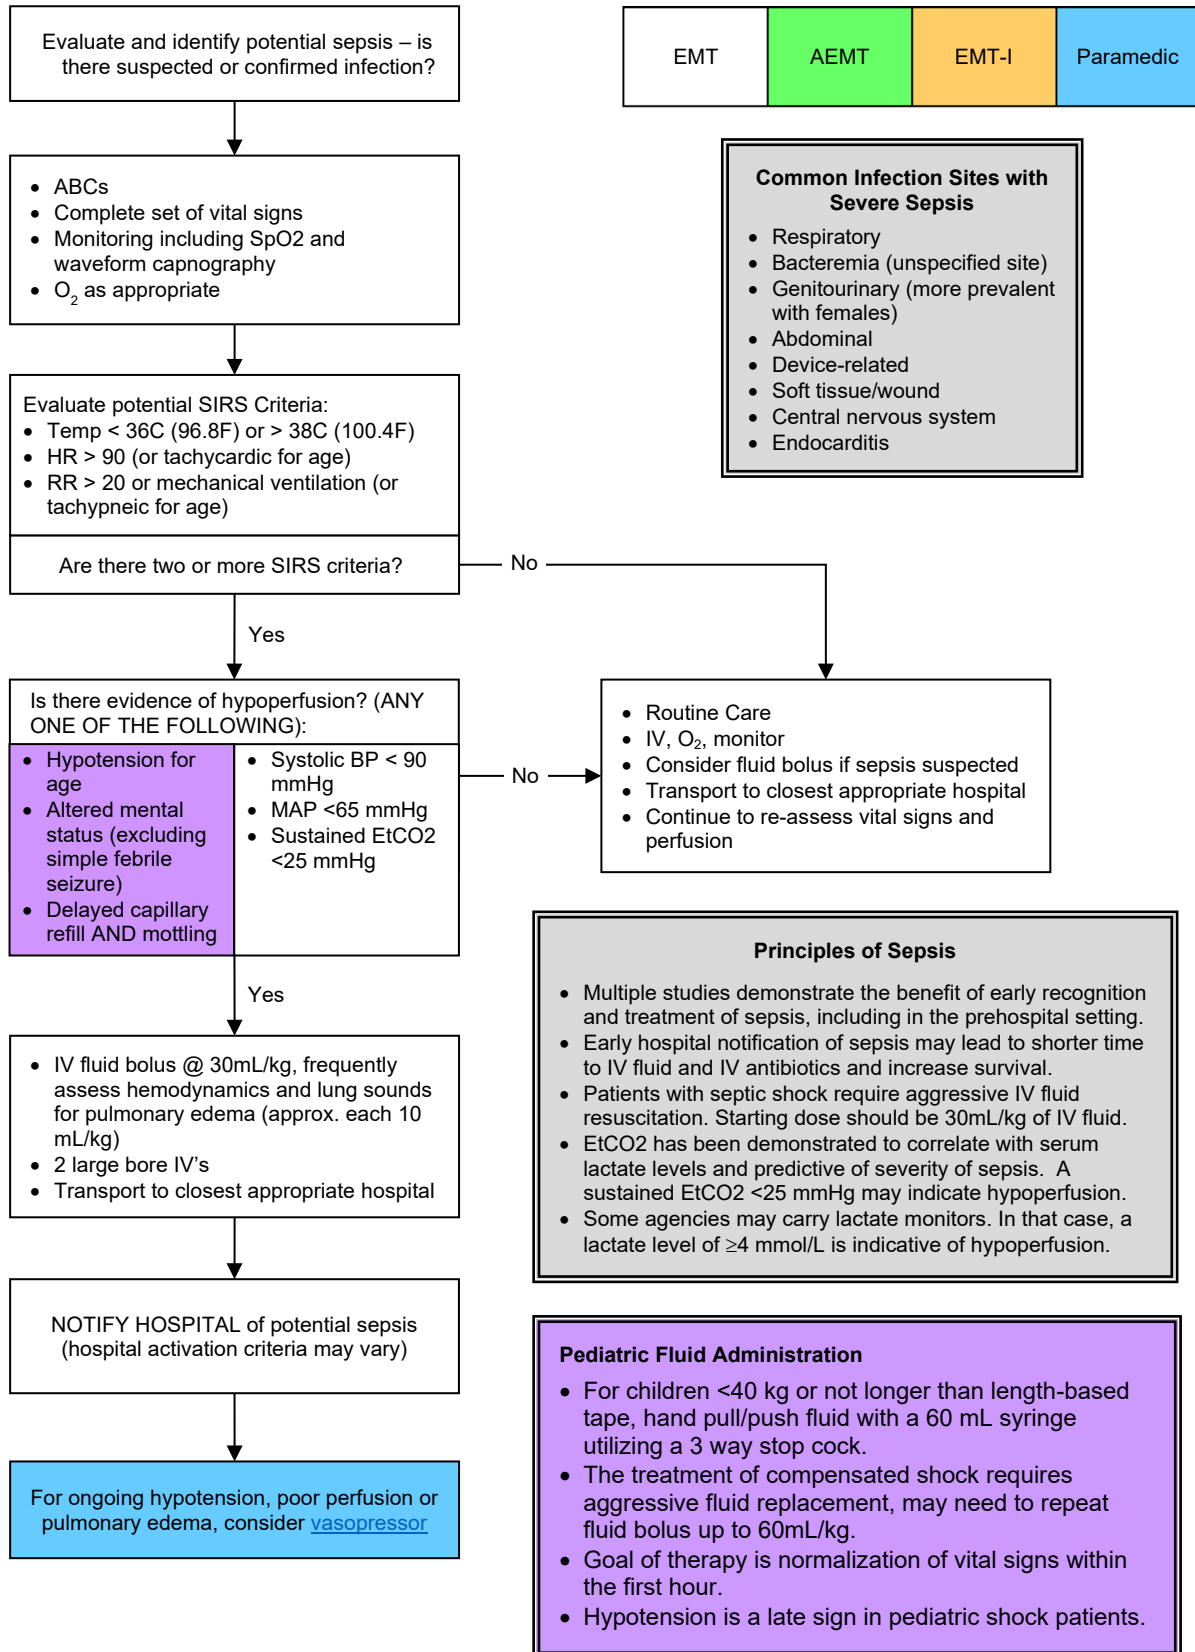 Evaluate and identify potential sepsis – is
there suspected or confirmed infection?
EMT
AEMT
EMT-I
Paramedic
• ABCs
• Complete set of vital signs
• Monitoring including SpO2 and
waveform capnography
• O2 as appropriate
Common Infection Sites with
Severe Sepsis
• Respiratory
• Bacteremia (unspecified site)
• Genitourinary (more prevalent
with females)
• Abdominal
• Device-related
• Soft tissue/wound
• Central nervous system
• Endocarditis
Evaluate potential SIRS Criteria:
• Temp < 36C (96.8F) or > 38C (100.4F)
• HR > 90 (or tachycardic for age)
• RR > 20 or mechanical ventilation (or
tachypneic for age)
Are there two or more SIRS criteria?
No
Yes
Is there evidence of hypoperfusion? (ANY
ONE OF THE FOLLOWING):
• Hypotension for
age
• Altered mental
status (excluding
simple febrile
seizure)
• Delayed capillary
refill AND mottling
• Systolic BP < 90
mmHg
• MAP <65 mmHg
• Sustained EtCO2
<25 mmHg
No
• Routine Care
• IV, O2, monitor
• Consider fluid bolus if sepsis suspected
• Transport to closest appropriate hospital
• Continue to re-assess vital signs and
perfusion
Yes
• IV fluid bolus @ 30mL/kg, frequently
assess hemodynamics and lung sounds
for pulmonary edema (approx. each 10
mL/kg)
• 2 large bore IV’s
• Transport to closest appropriate hospital
Principles of Sepsis
• Multiple studies demonstrate the benefit of early recognition
and treatment of sepsis, including in the prehospital setting.
• Early hospital notification of sepsis may lead to shorter time
to IV fluid and IV antibiotics and increase survival.
• Patients with septic shock require aggressive IV fluid
resuscitation. Starting dose should be 30mL/kg of IV fluid.
• EtCO2 has been demonstrated to correlate with serum
lactate levels and predictive of severity of sepsis.  A
sustained EtCO2 <25 mmHg may indicate hypoperfusion.
• Some agencies may carry lactate monitors. In that case, a
lactate level of ≥4 mmol/L is indicative of hypoperfusion.
NOTIFY HOSPITAL of potential sepsis
(hospital activation criteria may vary)
For ongoing hypotension, poor perfusion or
pulmonary edema, consider vasopressor
Pediatric Fluid Administration
• For children <40 kg or not longer than length-based
tape, hand pull/push fluid with a 60 mL syringe
utilizing a 3 way stop cock.
• The treatment of compensated shock requires
aggressive fluid replacement, may need to repeat
fluid bolus up to 60mL/kg.
• Goal of therapy is normalization of vital signs within
the first hour.
• Hypotension is a late sign in pediatric shock patients.